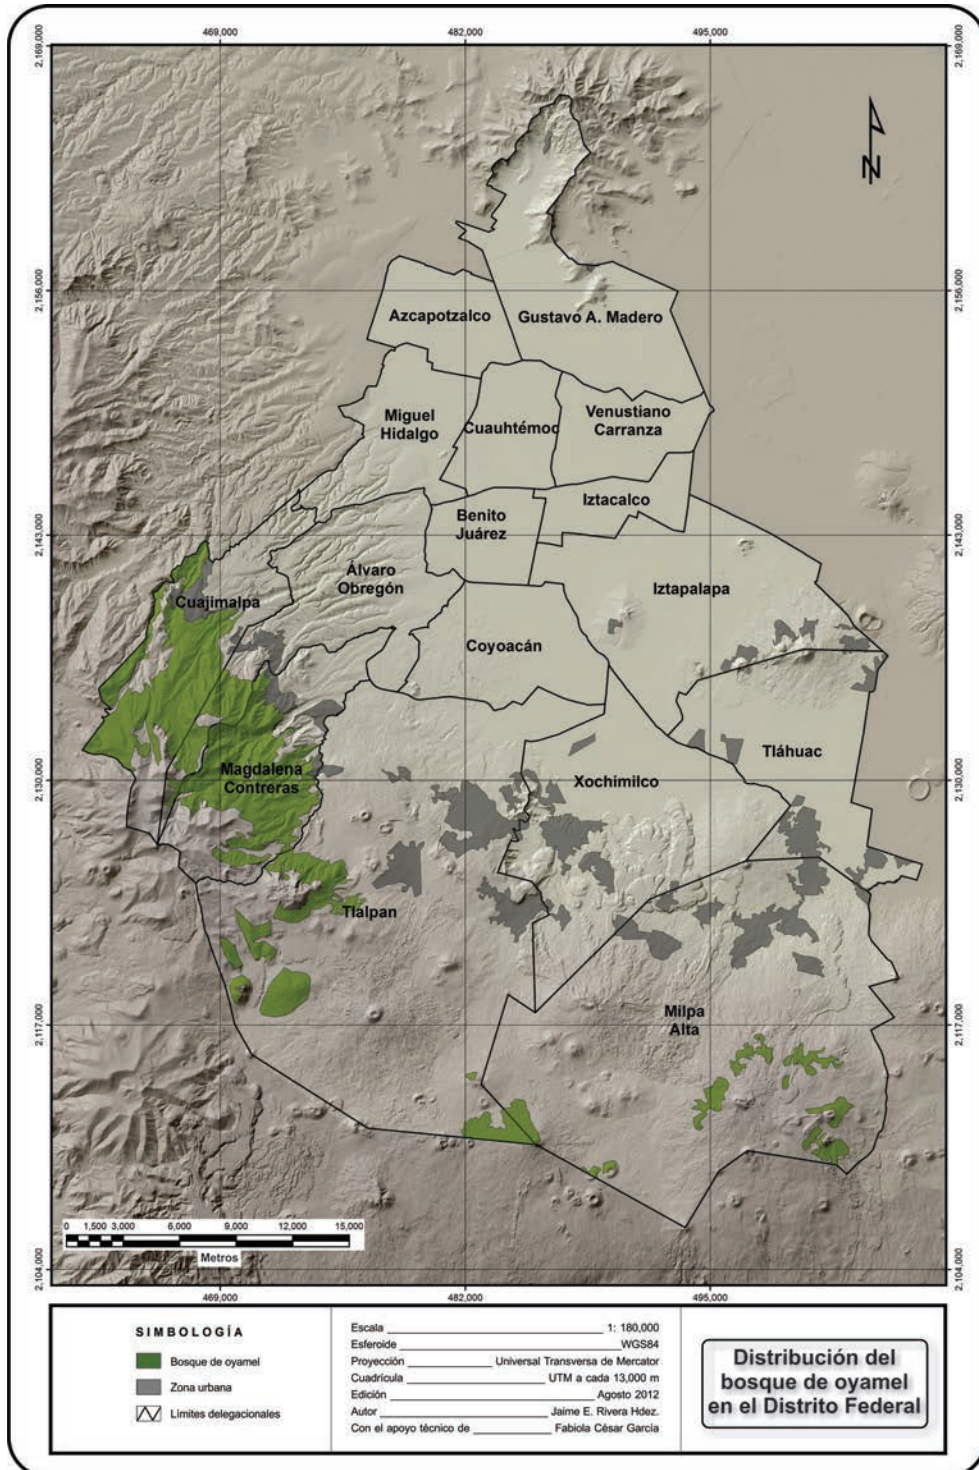 469,000
482,000
495,000
2,169,000
2,169,000
Azcapotzalco
Gustavo A. Madero
2,156,000
2,156,000
Miguel
Hidalgo
Cuauhtémoc
Venustiano
Carranza
Iztacalco
Benito
Juárez
2,143,000
2,143,000
Álvaro
Obregón
Cuajimalpa
Iztapalapa
Coyoacán
Tláhuac
Magdalena
Contreras
Xochimilco
2,130,000
2,130,000
Tlalpan
Milpa
Alta
2,117,000
2,117,000
0 1,500 3,000 6,000 9,000 12,000 15,000
Metros
2,104,000
2,104,000
469,000
482,000
495,000
SIMBOLOGÍA
Bosque de oyamel
Zona urbana
Limites delegacionales
Escala 1: 180,000
Esferoide WGS84
Proyección Universal Transversa de Mercator
Cuadrícula UTM a cada 13,000 m
Edición Agosto 2012
Autor Jaime E. Rivera Hdez.
Con el apoyo técnico de Fabiola César García
Distribución del
bosque de oyamel
en el Distrito Federal
N